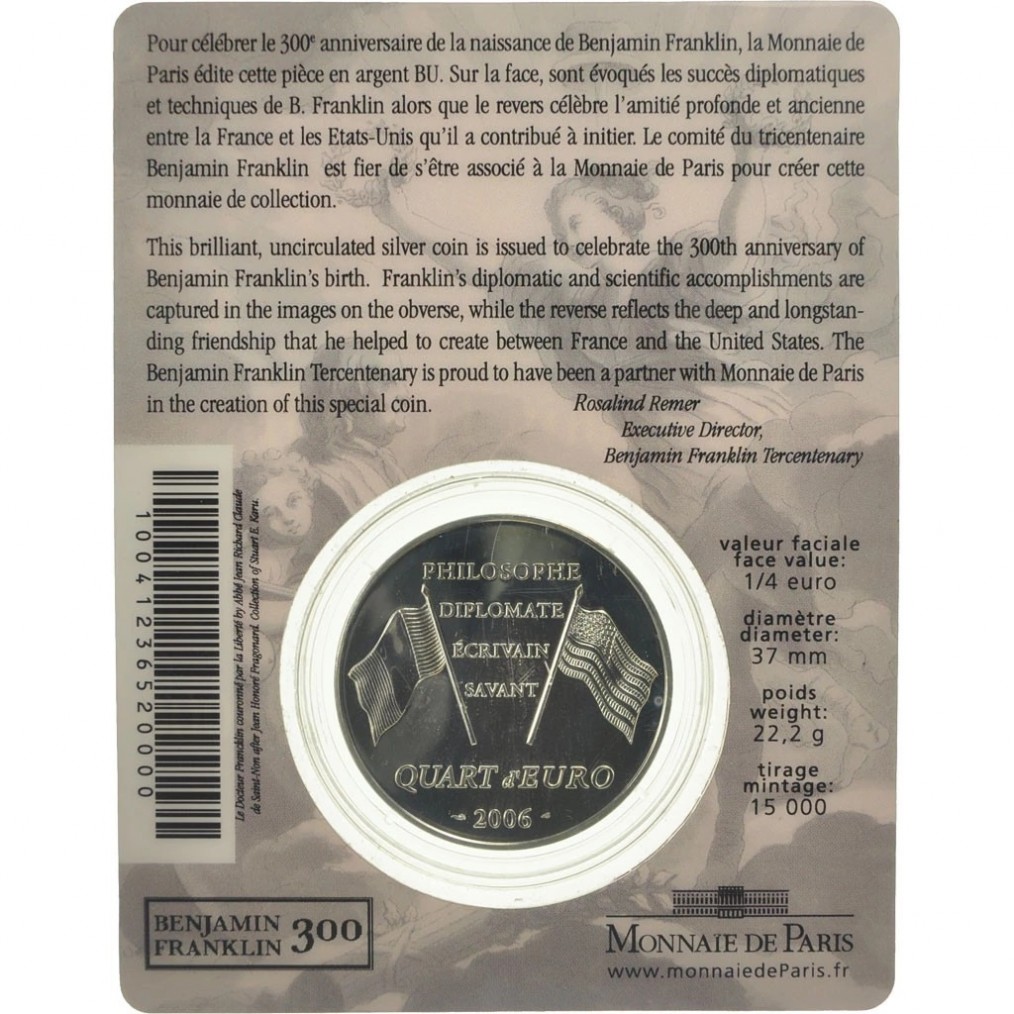 Pour célébrer le 300e anniversaire de la naissance de Benjamin Franklin, la Monnaie de
Paris édite cette pièce en argent BU. Sur la face, sont évoqués les succès diplomatiques
et techniques de B. Franklin alors que le revers célèbre l'amitié profonde et ancienne
entre la France et les Etats-Unis qu'il a contribué à initier. Le comité du tricentenaire
Benjamin Franklin est fier de s'être associé à la Monnaie de Paris pour créer cette
monnaie de collection.
This brilliant, uncirculated silver coin is issued to celebrate the 300th anniversary of
Benjamin Franklin's birth. Franklin's diplomatic and scientific accomplishments are
captured in the images on the obverse, while the reverse reflects the deep and longstan-
ding friendship that he helped to create between France and the United States. The
Benjamin Franklin Tercentenary is proud to have been a partner with Monnaie de Paris
in the creation of this special coin.
Rosalind Remer
Executive Director,
Benjamin Franklin Tercentenary
10041236520000
Le Docteur Francklin couronné par la Liberté by Abbé Jean Richard Claude
de Saint-Non after Jean Honoré Fragonard. Collection of Stuart E. Karu.
PHILOSOPHE
DIPLOMATE
ÉCRIVAIN
SAVANT
QUART d'EURO
2006
valeur faciale
face value:
1/4 euro
diamètre
diameter:
37 mm
poids
weight:
22,2 g
tirage
mintage:
15 000
BENJAMIN
FRANKLIN 300
MONNAIE DE PARIS
www.monnaiedeParis.fr